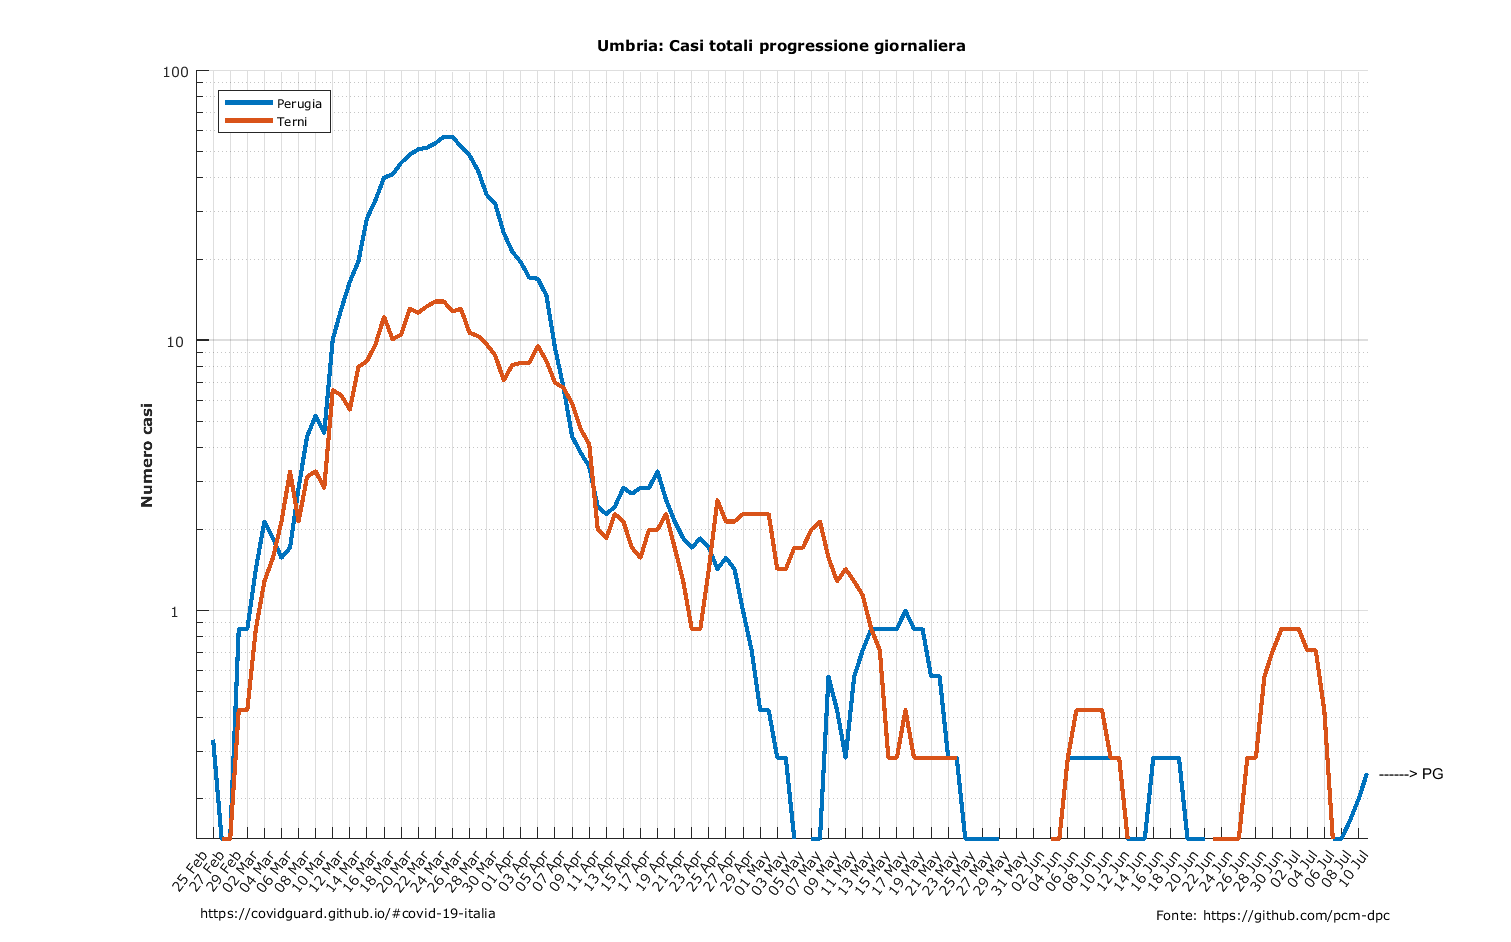 Umbria: Casi totali progressione giornaliera
100
10
1
Numero casi
Perugia
Terni
------> PG
25 Feb
27 Feb
29 Feb
02 Mar
04 Mar
06 Mar
08 Mar
10 Mar
12 Mar
14 Mar
16 Mar
18 Mar
20 Mar
22 Mar
24 Mar
26 Mar
28 Mar
30 Mar
01 Apr
03 Apr
05 Apr
07 Apr
09 Apr
11 Apr
13 Apr
15 Apr
17 Apr
19 Apr
21 Apr
23 Apr
25 Apr
27 Apr
29 Apr
01 May
03 May
05 May
07 May
09 May
11 May
13 May
15 May
17 May
19 May
21 May
23 May
25 May
27 May
29 May
31 May
02 Jun
04 Jun
06 Jun
08 Jun
10 Jun
12 Jun
14 Jun
16 Jun
18 Jun
20 Jun
22 Jun
24 Jun
26 Jun
28 Jun
30 Jun
02 Jul
04 Jul
06 Jul
08 Jul
10 Jul
https://covidguard.github.io/#covid-19-italia
Fonte: https://github.com/pcm-dpc